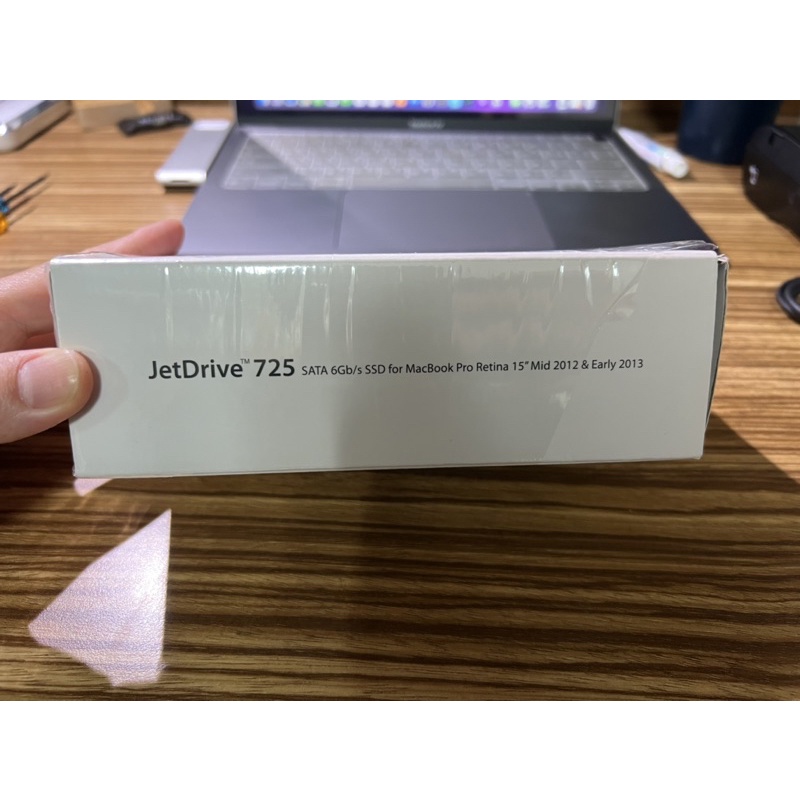 JetDrive™ 725 SATA 6Gb/s SSD for MacBook Pro Retina 15" Mid 2012 & Early 2013